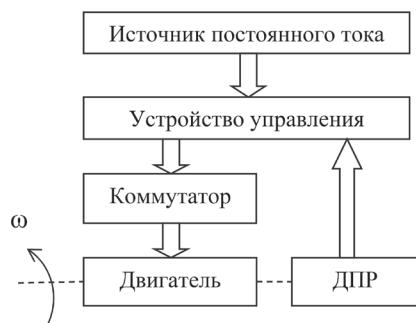 Источник постоянного тока
Устройство управления
Коммутатор
ω
Двигатель
ДПР